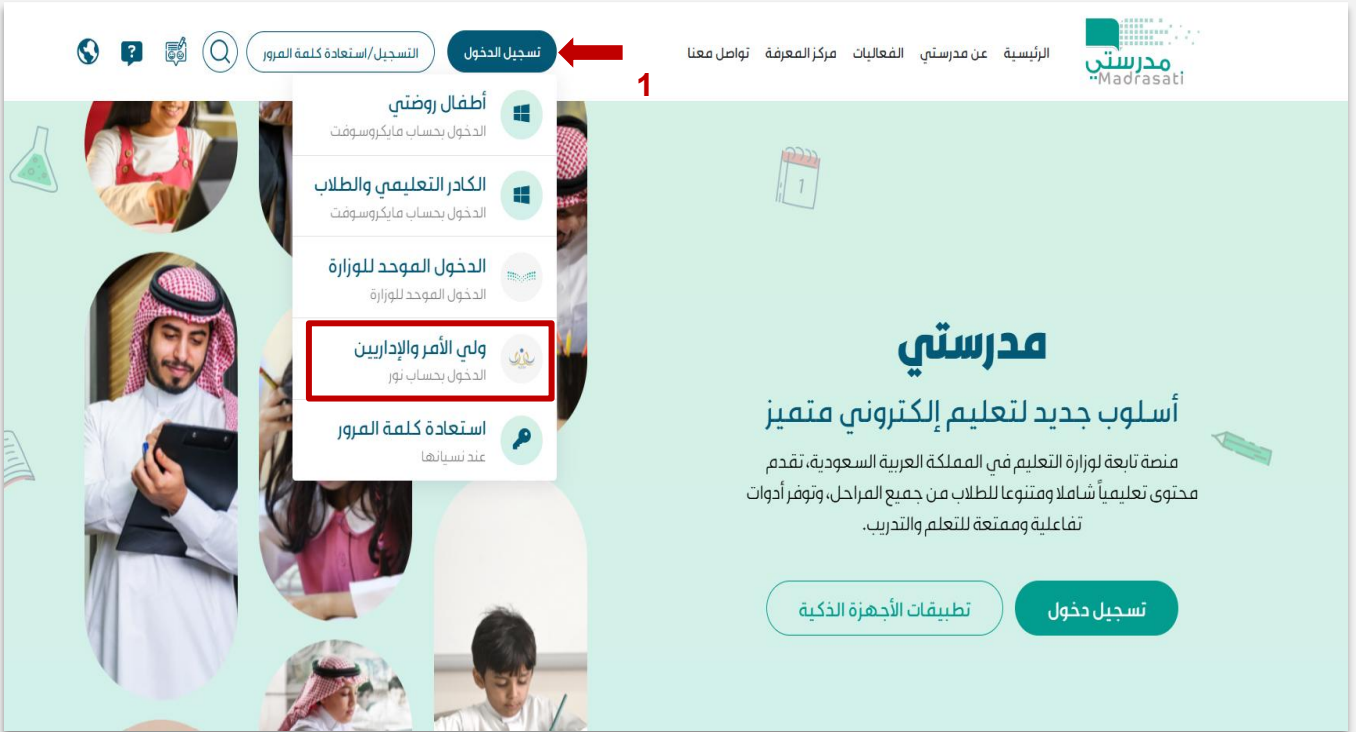 مدرستي
Madrasati
الرئيسية
عن مدرستي
الفعاليات
مركز المعرفة
تواصل معنا
1
تسجيل الدخول
التسجيل/استعادة كلمة المرور
?
أطفال روضتي
الدخول بحساب مايكروسوفت
الكادر التعليمي والطلاب
الدخول بحساب مايكروسوفت
الدخول الموحد للوزارة
الدخول الموحد للوزارة
ولي الأمر والإداريين
الدخول بحساب نور
استعادة كلمة المرور
عند نسيانها
1
مدرستي
أسلوب جديد لتعليم إلكتروني متميز
منصة تابعة لوزارة التعليم في المملكة العربية السعودية، تقدم
محتوى تعليمياً شاملا ومتنوعا للطلاب من جميع المراحل، وتوفر أدوات
تفاعلية وممتعة للتعلم والتدريب.
تسجيل دخول
تطبيقات الأجهزة الذكية